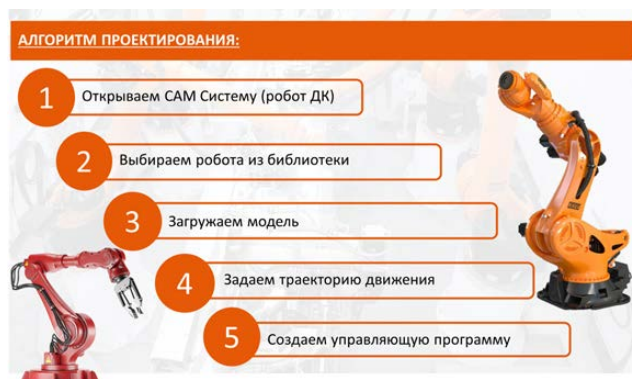 АЛГОРИТМ ПРОЕКТИРОВАНИЯ:
1 Открываем САМ Систему (робот ДК)
2 Выбираем робота из библиотеки
3 Загружаем модель
4 Задаем траекторию движения
5 Создаем управляющую программу